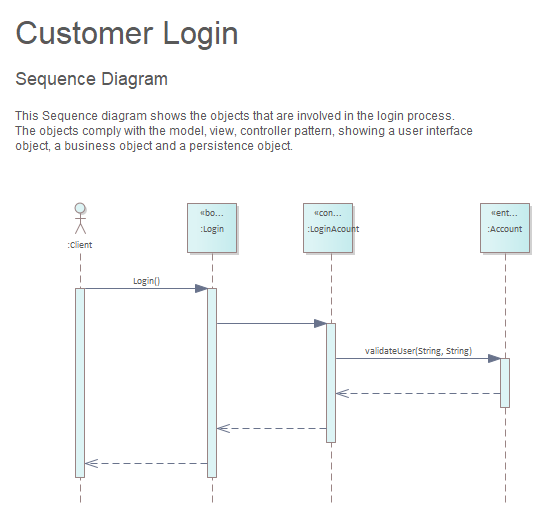 Customer Login
Sequence Diagram
This Sequence diagram shows the objects that are involved in the login process.
The objects comply with the model, view, controller pattern, showing a user interface
object, a business object and a persistence object.
«bo...
«con...
«ent...
:Client
:Login
:LoginAcount
:Account
Login()
validateUser(String, String)